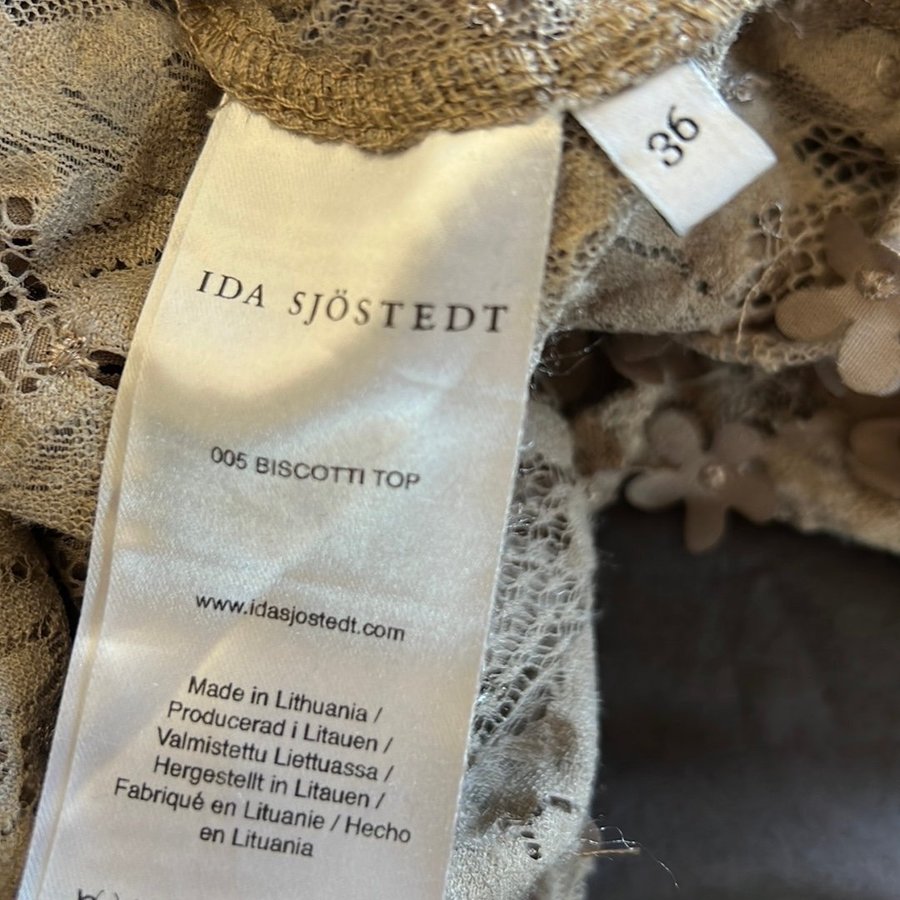 36
IDA SJÖSTEDT
005 BISCOTTI TOP
www.idasjostedt.com
Made in Lithuania /
Producerad i Litauen /
Valmistettu Liettuassa /
Hergestellt in Litauen /
Fabriqué en Lituanie / Hecho
en Lituania